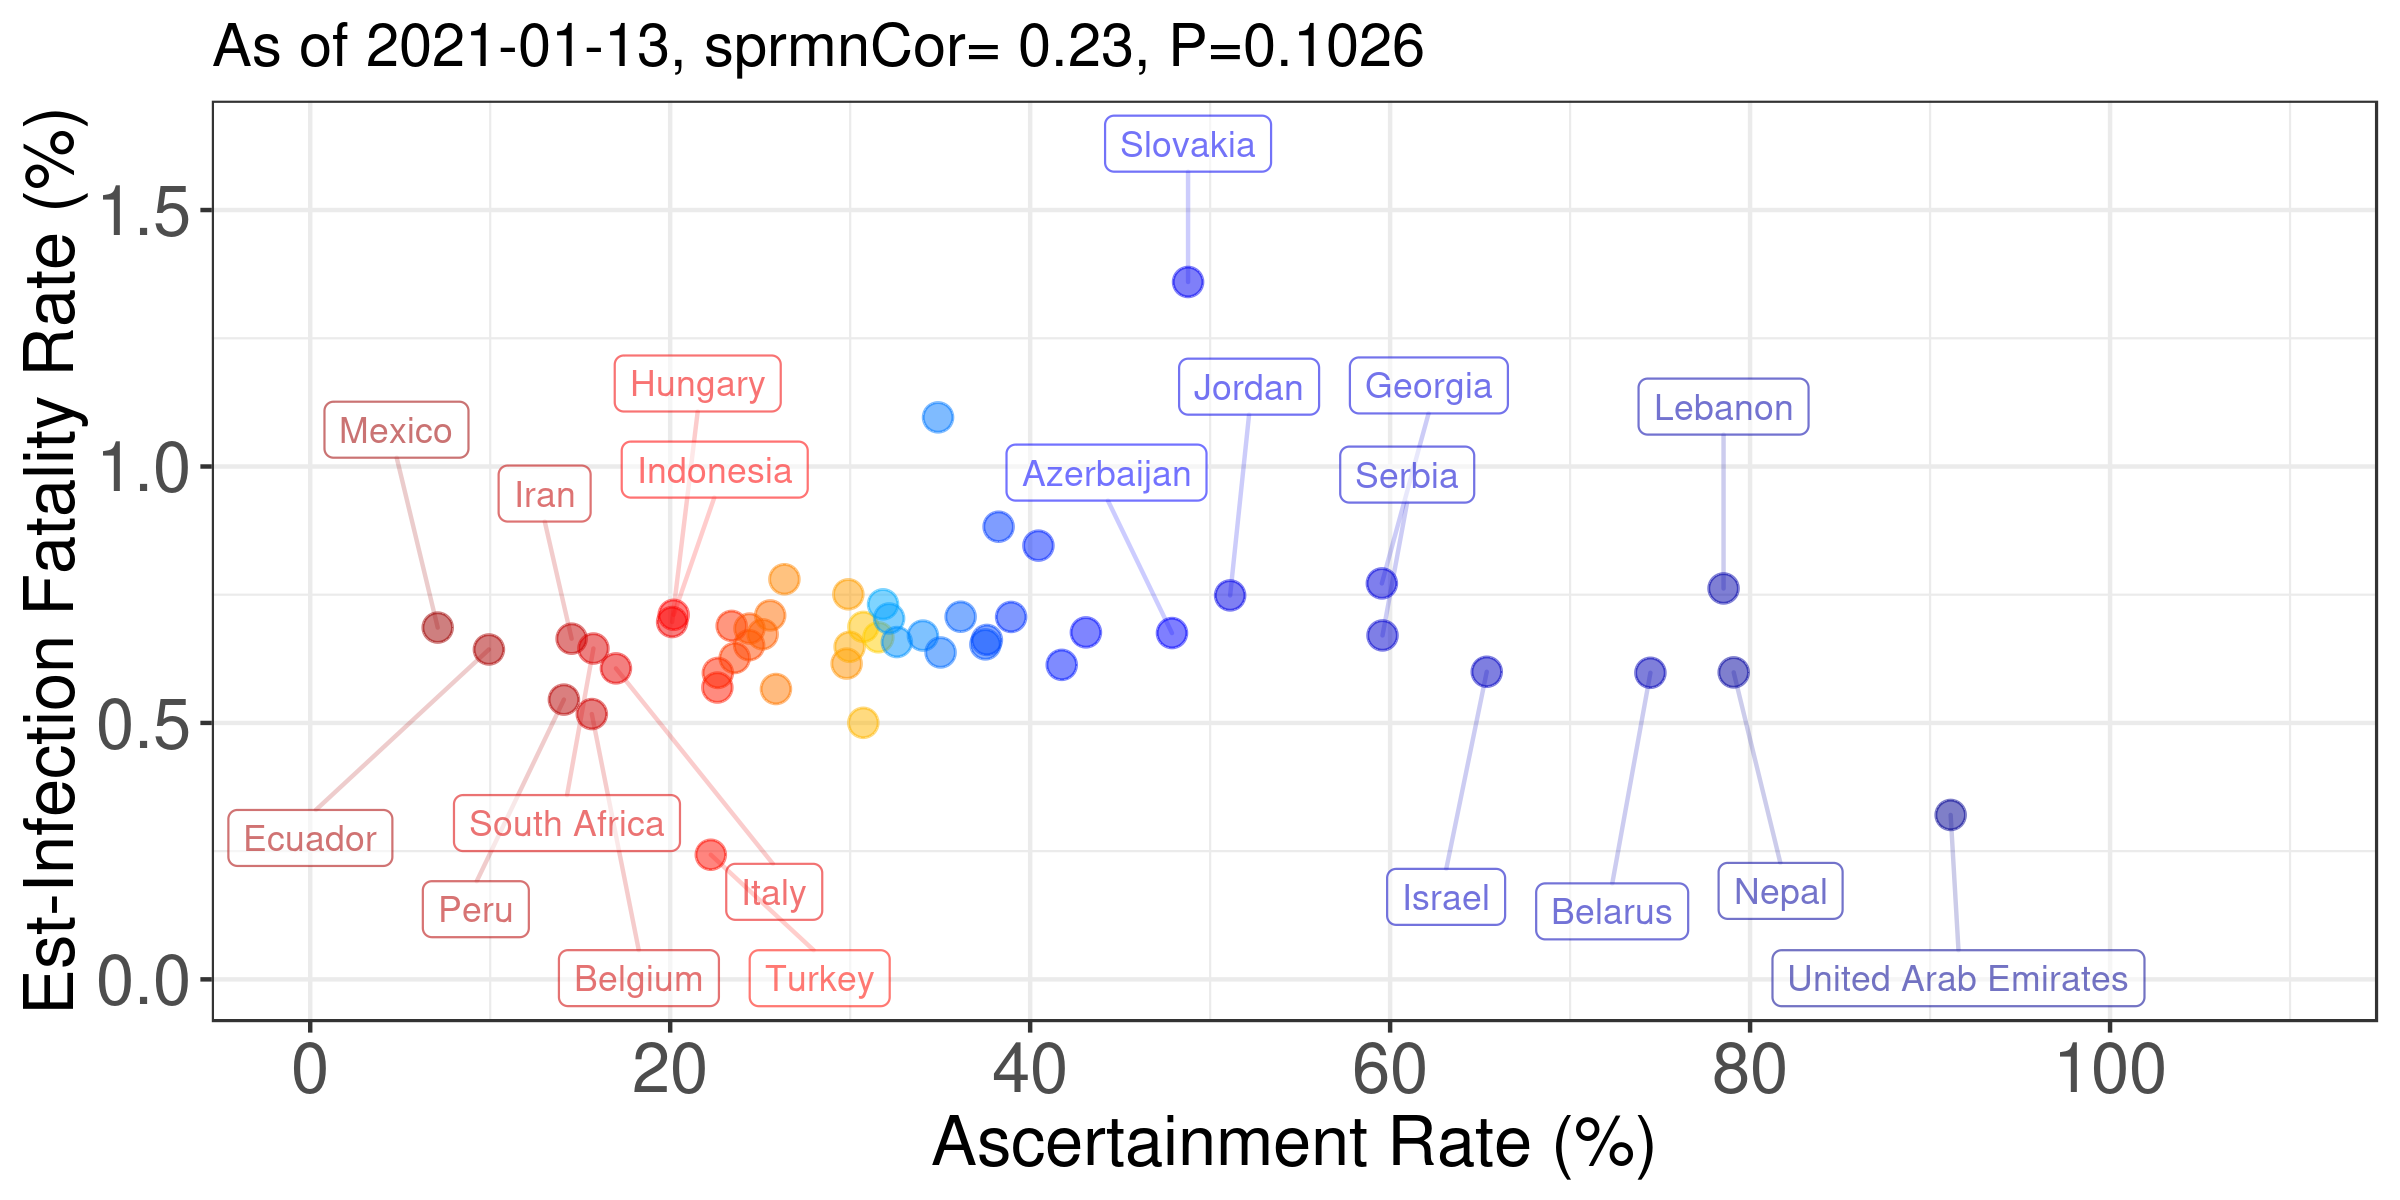 As of 2021-01-13, sprmnCor= 0.23, P=0.1026
Est-Infection Fatality Rate (%)
1.5
1.0
0.5
0.0
Slovakia
Hungary
Jordan
Georgia
Lebanon
Mexico
Indonesia
Azerbaijan
Serbia
Iran
Ecuador
South Africa
Peru
Italy
Israel
Belarus
Nepal
Belgium
Turkey
United Arab Emirates
0
20
40
60
80
100
Ascertainment Rate (%)